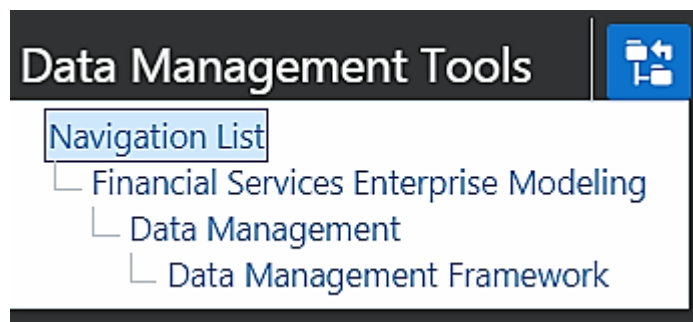 Data Management Tools
Navigation List
Financial Services Enterprise Modeling
Data Management
Data Management Framework